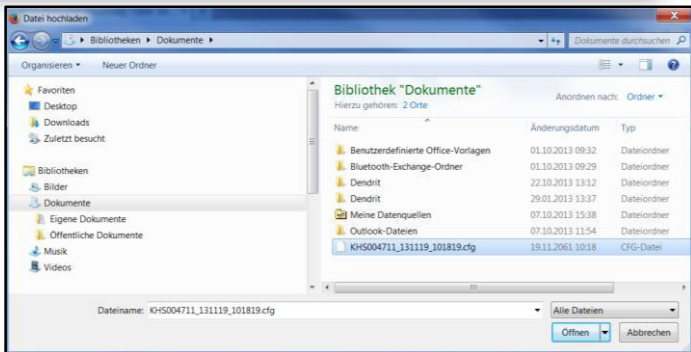 Datei hochladen
Bibliotheken ▸ Dokumente ▸
Dokumente durchsuchen
Organisieren Neuer Ordner
Favoriten
Desktop
Downloads
Zuletzt besucht
Bibliotheken
Bilder
Dokumente
Eigene Dokumente
Öffentliche Dokumente
Musik
Videos
Bibliothek "Dokumente"
Hierzu gehören: 2 Orte
Anordnen nach: Ordner
Name Änderungsdatum Typ
Benutzerdefinierte Office-Vorlagen 01.10.2013 09:32 Dateiordner
Bluetooth-Exchange-Ordner 01.10.2013 09:29 Dateiordner
Dendrit 22.10.2013 13:12 Dateiordner
Dendrit 29.01.2013 13:37 Dateiordner
Meine Datenquellen 07.10.2013 15:38 Dateiordner
Outlook-Dateien 07.10.2013 11:54 Dateiordner
KHS004711_131119_101819.cfg 19.11.2061 10:18 CFG-Datei
Dateiname: KHS004711_131119_101819.cfg
Alle Dateien
Öffnen Abbrechen